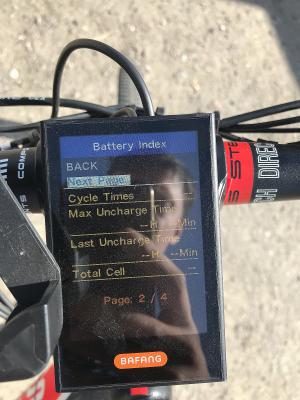 Battery Index
BACK
Next Page
Cycle Times --
Max Uncharge Time
--H --Min
Last Uncharge Time
--H --Min
Total Cell --
Page: 2 / 4
BAFANG